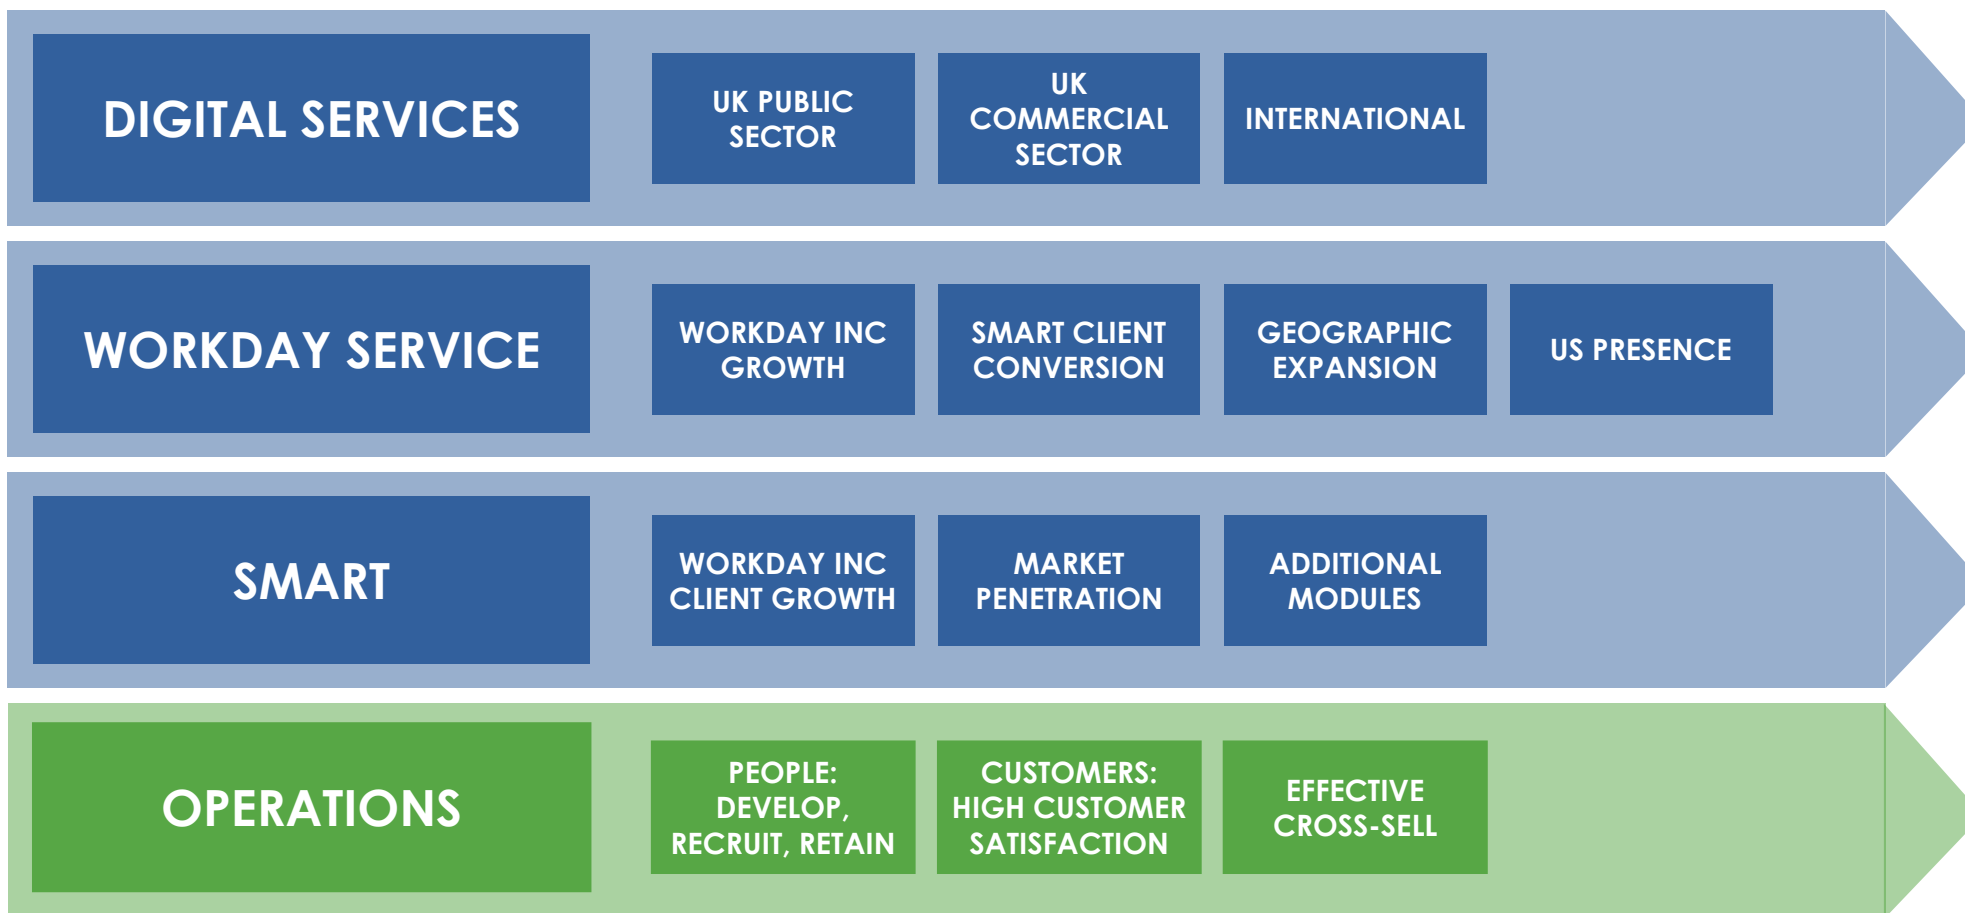 DIGITAL SERVICES
UK PUBLIC
SECTOR
UK
COMMERCIAL
SECTOR
INTERNATIONAL
WORKDAY SERVICE
WORKDAY INC
GROWTH
SMART CLIENT
CONVERSION
GEOGRAPHIC
EXPANSION
US PRESENCE
SMART
WORKDAY INC
CLIENT GROWTH
MARKET
PENETRATION
ADDITIONAL
MODULES
OPERATIONS
PEOPLE:
DEVELOP,
RECRUIT, RETAIN
CUSTOMERS:
HIGH CUSTOMER
SATISFACTION
EFFECTIVE
CROSS-SELL